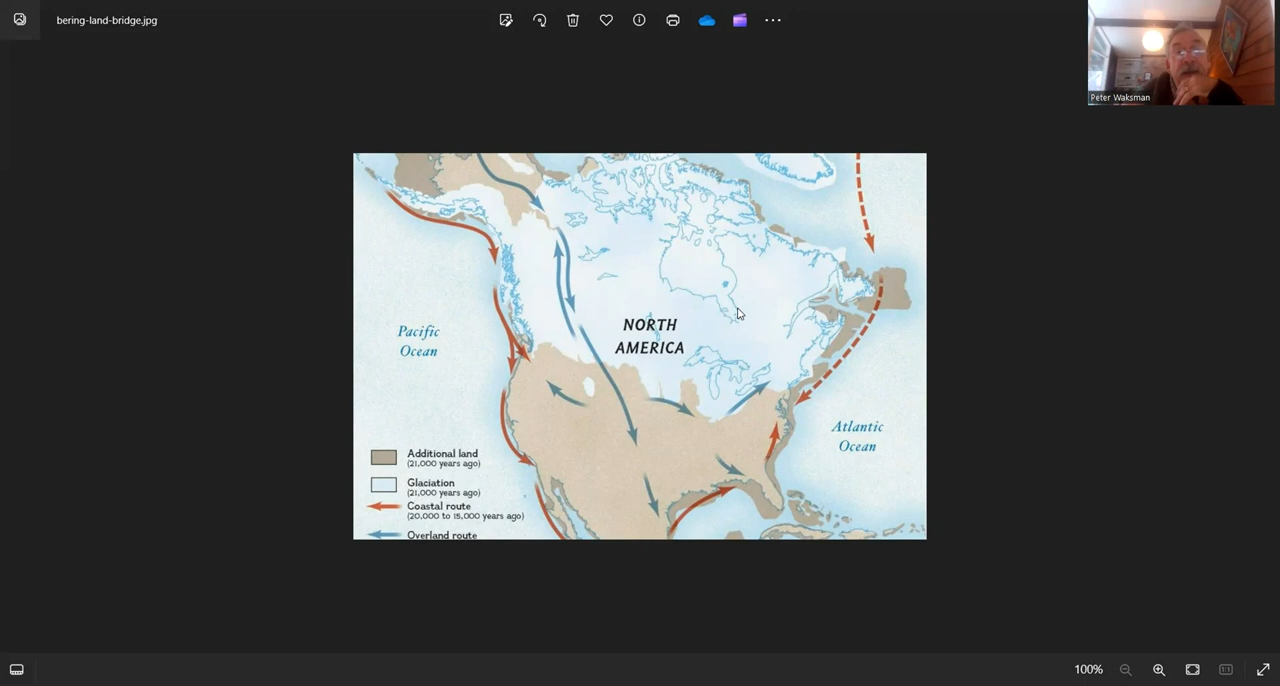 bering-land-bridge.jpg
Peter Waksman
NORTH
AMERICA
Pacific
Ocean
Atlantic
Ocean
Additional land
(21,000 years ago)
Glaciation
(21,000 years ago)
Coastal route
(20,000 to 15,000 years ago)
Overland route
100%